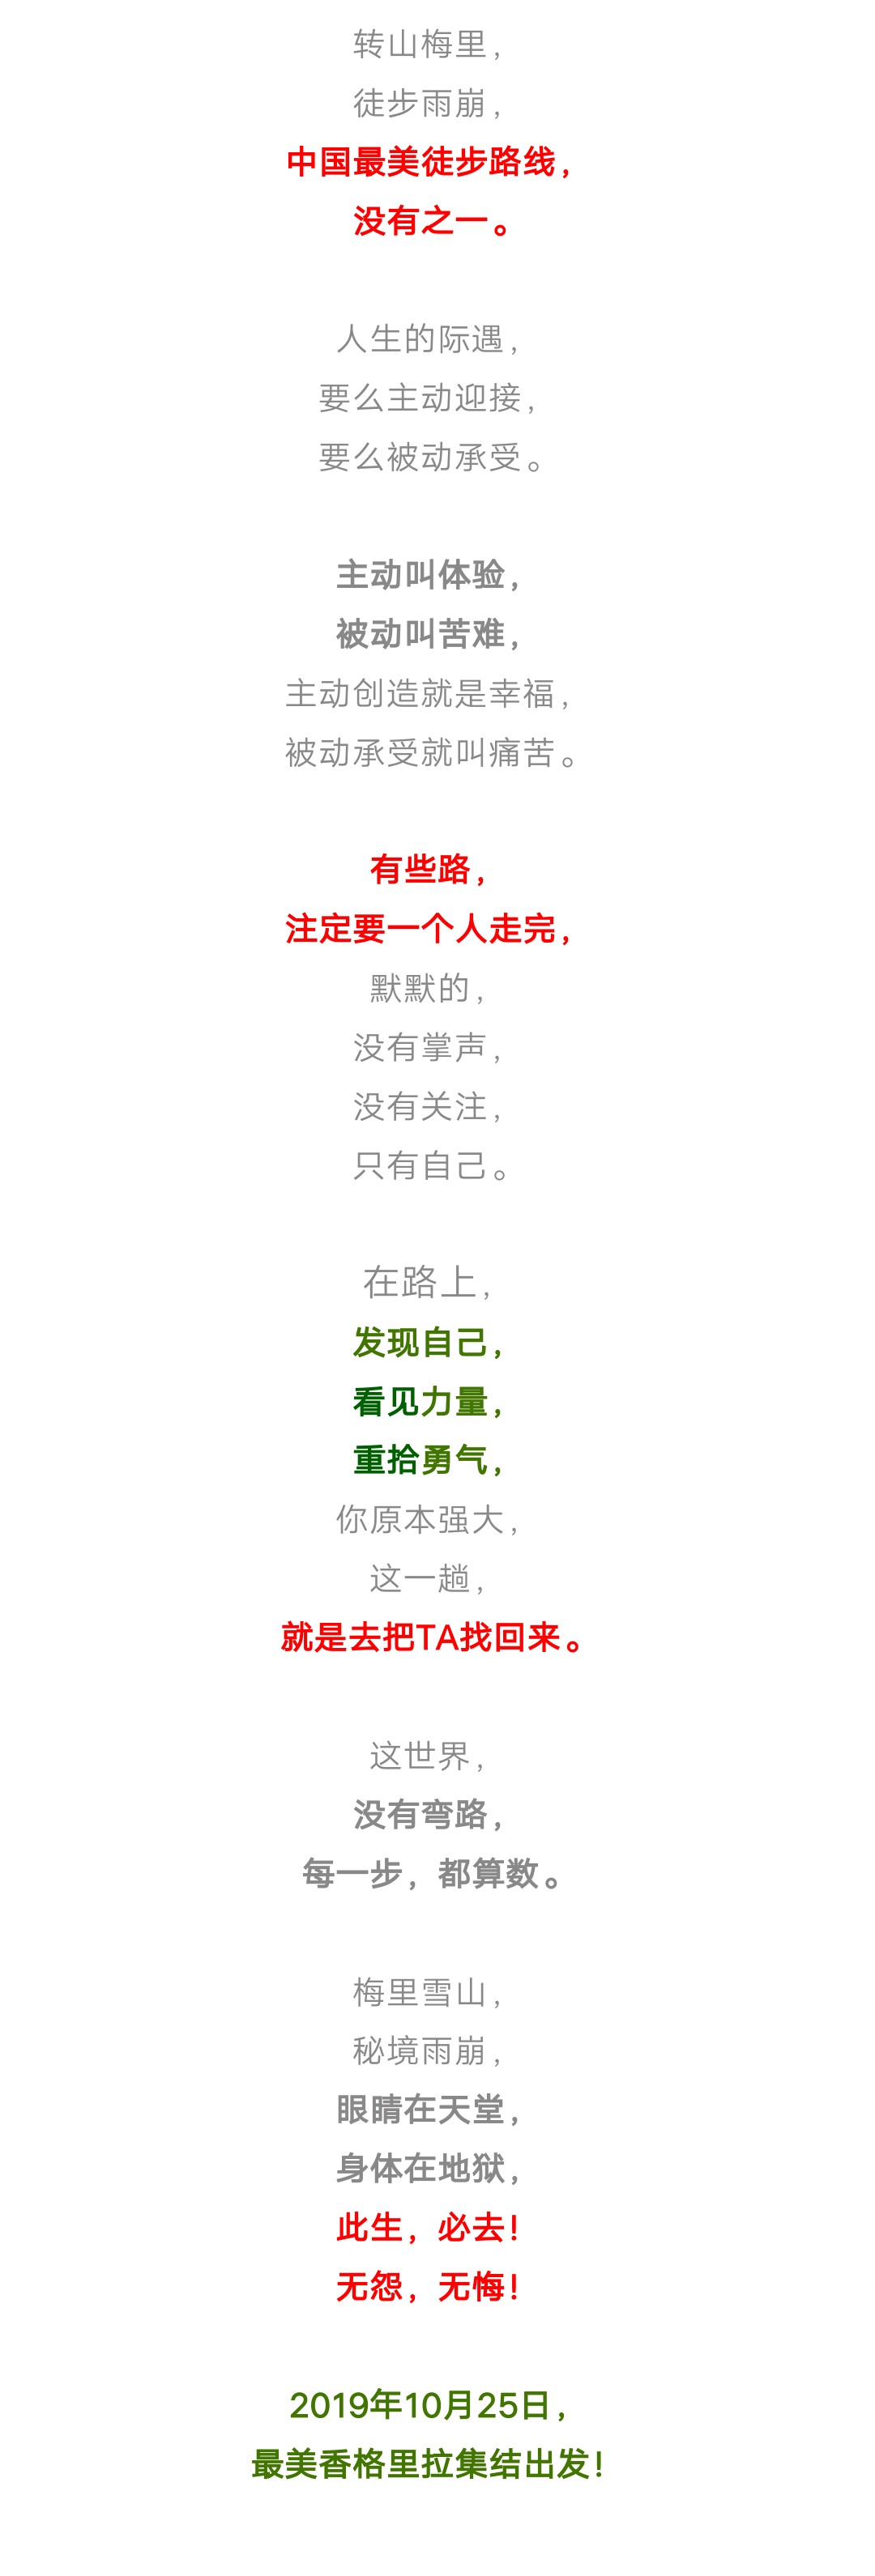 转山梅里，
徒步雨崩，
中国最美徒步路线，
没有之一。
人生的际遇，
要么主动迎接，
要么被动承受。
主动叫体验，
被动叫苦难，
主动创造就是幸福，
被动承受就叫痛苦。
有些路，
注定要一个人走完，
默默的，
没有掌声，
没有关注，
只有自己。
在路上，
发现自己，
看见力量，
重拾勇气，
你原本强大，
这一趟，
就是去把TA找回来。
这世界，
没有弯路，
每一步，都算数。
梅里雪山，
秘境雨崩，
眼睛在天堂，
身体在地狱，
此生，必去！
无怨，无悔！
2019年10月25日，
最美香格里拉集结出发！